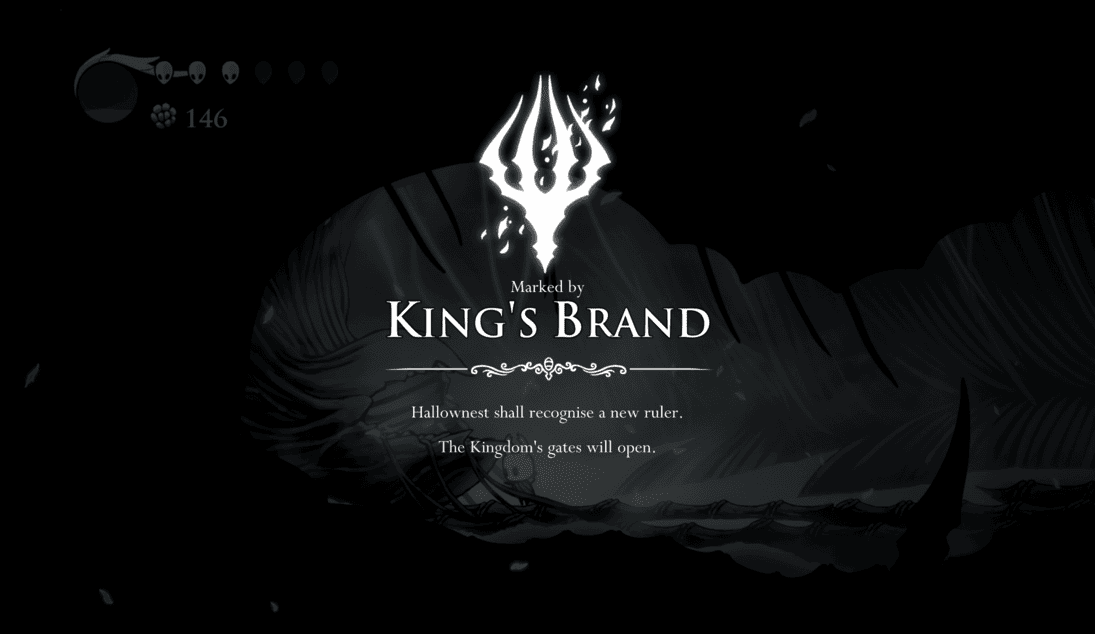 146
Marked by
King's Brand
Hallownest shall recognise a new ruler.
The Kingdom's gates will open.